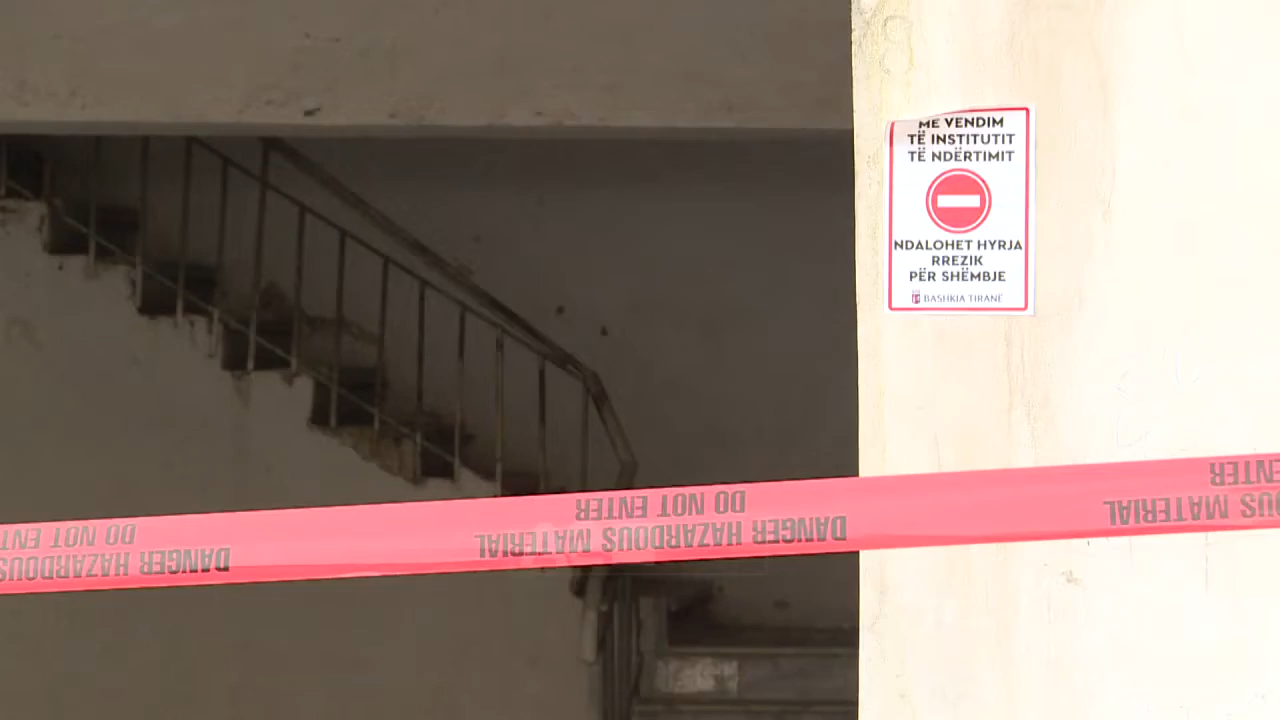 ME VENDIM
TË INSTITUTIT
TË NDËRTIMIT
NDALOHET HYRJA
RREZIK
PËR SHËMBJE
BASHKIA TIRANË
DANGER HAZARDOUS
DO NOT ENTER
DANGER HAZARDOUS MATERIAL
DO NOT ENTER
MATERIAL
ENTER